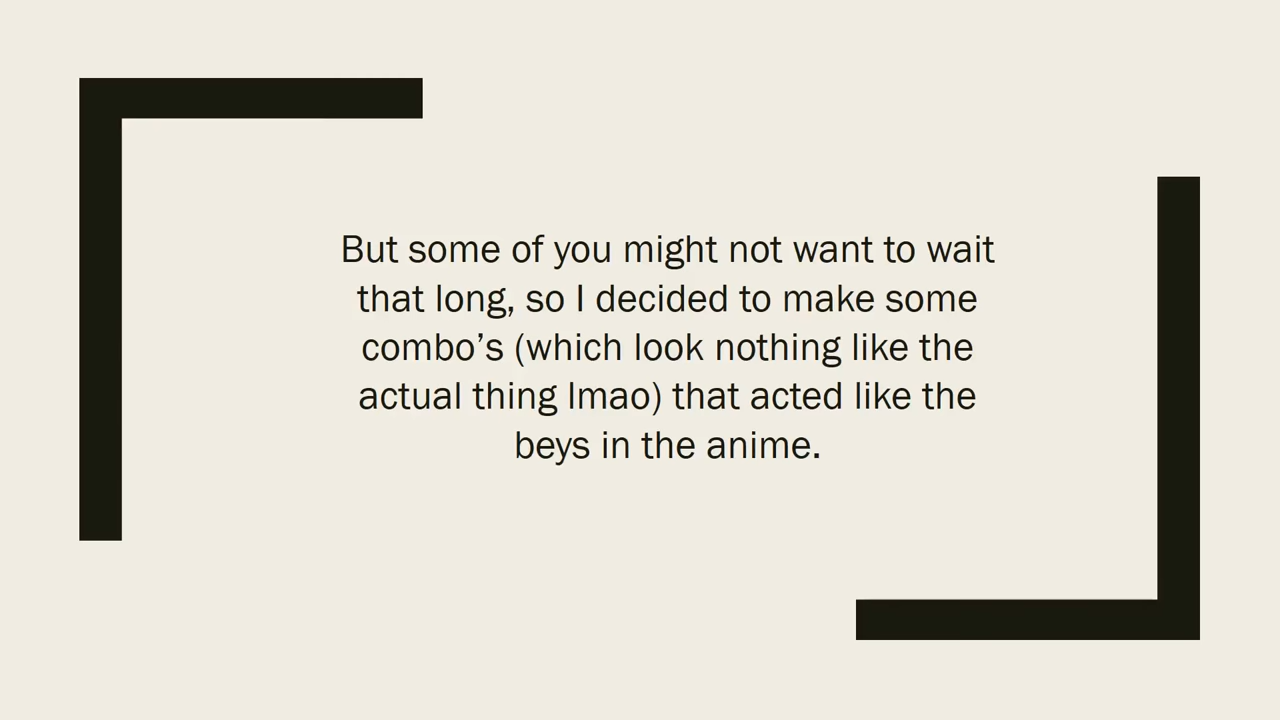 But some of you might not want to wait
that long, so I decided to make some
combo’s (which look nothing like the
actual thing lmao) that acted like the
beys in the anime.